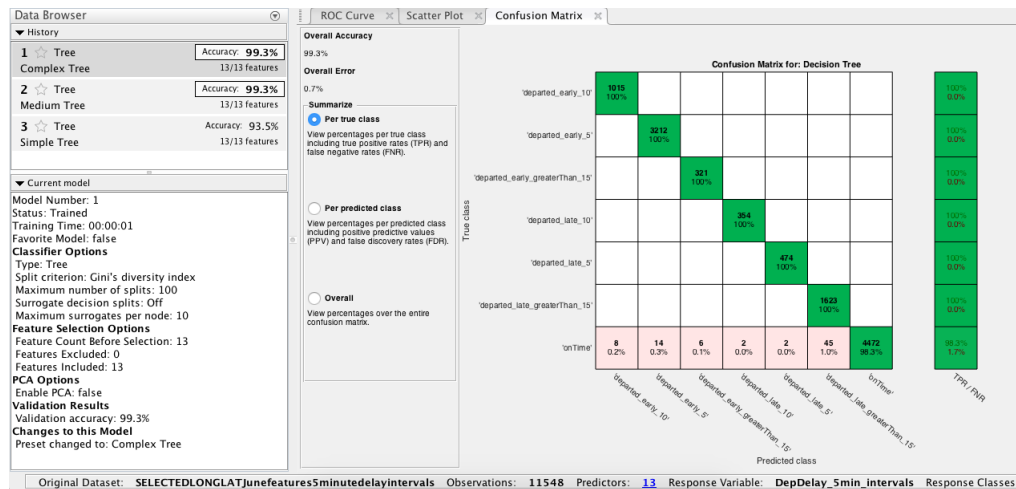 Data Browser
History
1 Tree Accuracy: 99.3%
Complex Tree 13/13 features
2 Tree Accuracy: 99.3%
Medium Tree 13/13 features
3 Tree Accuracy: 93.5%
Simple Tree 13/13 features
Current model
Model Number: 1
Status: Trained
Training Time: 00:00:01
Favorite Model: false
Classifier Options
Type: Tree
Split criterion: Gini's diversity index
Maximum number of splits: 100
Surrogate decision splits: Off
Maximum surrogates per node: 10
Feature Selection Options
Feature Count Before Selection: 13
Features Excluded: 0
Features Included: 13
PCA Options
Enable PCA: false
Validation Results
Validation accuracy: 99.3%
Changes to this Model
Preset changed to: Complex Tree
ROC Curve Scatter Plot Confusion Matrix
Overall Accuracy
99.3%
Overall Error
0.7%
Summarize
Per true class
View percentages per true class
including true positive rates (TPR) and
false negative rates (FNR).
Per predicted class
View percentages per predicted class
including positive predictive values
(PPV) and false discovery rates (FDR).
Overall
View percentages over the entire
confusion matrix.
Confusion Matrix for: Decision Tree
True class
'departed_early_10' 1015 100%
100% 0.0%
'departed_early_5' 3212 100%
100% 0.0%
'departed_early_greaterThan_15' 321 100%
100% 0.0%
'departed_late_10' 354 100%
100% 0.0%
'departed_late_5' 474 100%
100% 0.0%
'departed_late_greaterThan_15' 1623 100%
100% 0.0%
'onTime' 8 14 6 2 2 45 4472
0.2% 0.3% 0.1% 0.0% 0.0% 1.0% 98.3%
98.3% 1.7%
'departed_early_10'
'departed_early_5'
'departed_early_greaterThan_15'
'departed_late_10'
'departed_late_5'
'departed_late_greaterThan_15'
'onTime'
TPR / FNR
Predicted class
Original Dataset: SELECTEDLONGLATJunefeatures5minutedelayintervals Observations: 11548 Predictors: 13 Response Variable: DepDelay_5min_intervals Response Classes